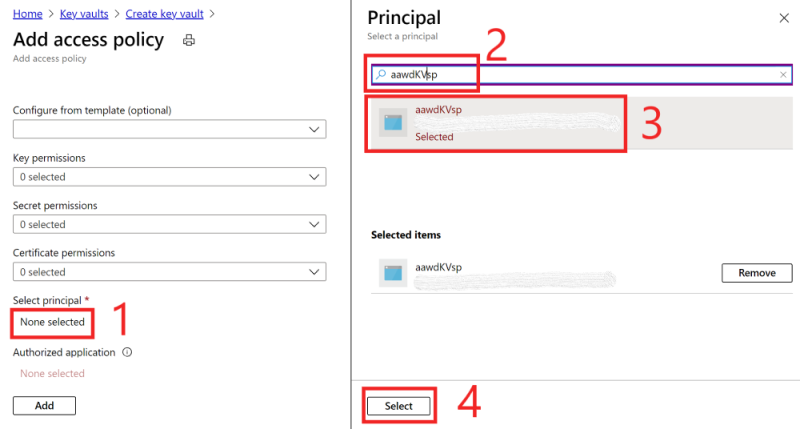 Home > Key vaults > Create key vault >
Add access policy
Add access policy
Configure from template (optional)
Key permissions
0 selected
Secret permissions
0 selected
Certificate permissions
0 selected
Select principal *
None selected
1
Authorized application
None selected
Add
Principal
Select a principal
2
aawdKVsp
aawdKVsp
Selected
3
Selected items
aawdKVsp
Remove
Select
4